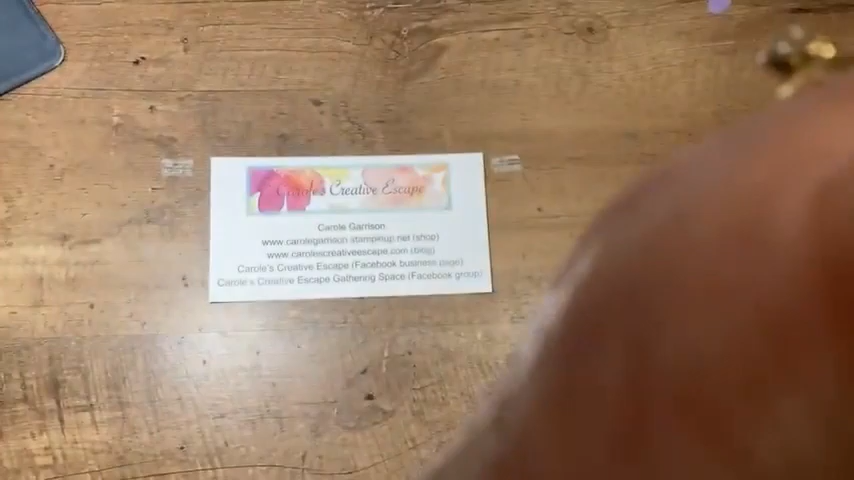 Carole's Creative Escape
Carole Garrison
www.carolegarrison.stampinup.net (shop)
www.carolescreativeescape.com (blog)
Carole's Creative Escape (Facebook business page)
Carole's Creative Escape Gathering Space (Facebook group)